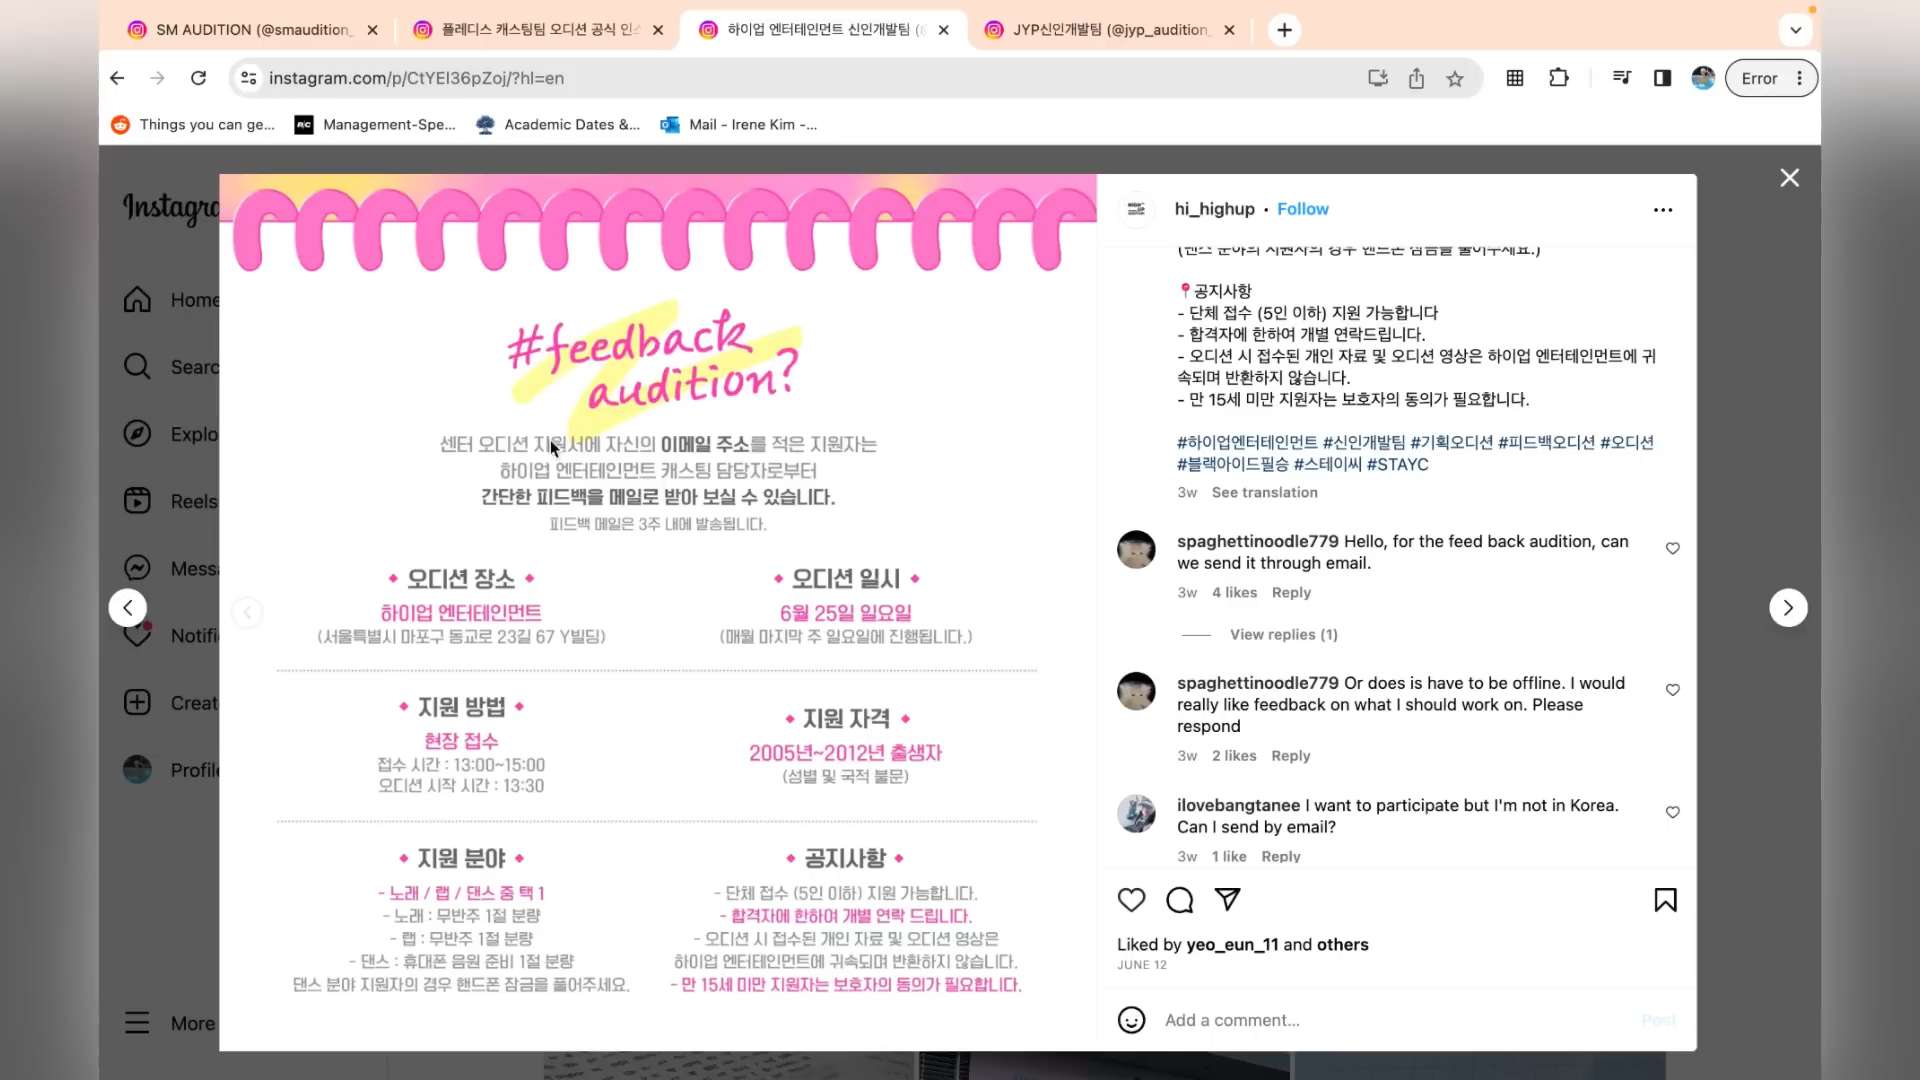 SM AUDITION (@smaudition_
플레디스 캐스팅팀 오디션 공식 인스
하이업 엔터테인먼트 신인개발팀 (@
JYP신인개발팀 (@jyp_audition_
instagram.com/p/CtYEI36pZoj/?hl=en
Error
Things you can ge...
Management-Spe...
Academic Dates &...
Mail - Irene Kim -...
Instagra
Home
Searc
Explo
Reels
Messa
Notifi
Creat
Profile
More
#feedback
audition?
센터 오디션 지원서에 자신의 이메일 주소를 적은 지원자는
하이업 엔터테인먼트 캐스팅 담당자로부터
간단한 피드백을 메일로 받아 보실 수 있습니다.
피드백 메일은 3주 내에 발송됩니다.
오디션 장소
하이업 엔터테인먼트
(서울특별시 마포구 동교로 23길 67 Y빌딩)
오디션 일시
6월 25일 일요일
(매월 마지막 주 일요일에 진행됩니다.)
지원 방법
현장 접수
접수 시간 : 13:00~15:00
오디션 시작 시간 : 13:30
지원 자격
2005년~2012년 출생자
(성별 및 국적 불문)
지원 분야
- 노래 / 랩 / 댄스 중 택 1
- 노래 : 무반주 1절 분량
- 랩 : 무반주 1절 분량
- 댄스 : 휴대폰 음원 준비 1절 분량
댄스 분야 지원자의 경우 핸드폰 잠금을 풀어주세요.
공지사항
- 단체 접수 (5인 이하) 지원 가능합니다.
- 합격자에 한하여 개별 연락 드립니다.
- 오디션 시 접수된 개인 자료 및 오디션 영상은
하이업 엔터테인먼트에 귀속되며 반환하지 않습니다.
- 만 15세 미만 지원자는 보호자의 동의가 필요합니다.
hi_highup • Follow
(댄스 분야의 지원자의 경우 핸드폰 잠금을 풀어주세요.)
📍공지사항
- 단체 접수 (5인 이하) 지원 가능합니다
- 합격자에 한하여 개별 연락드립니다.
- 오디션 시 접수된 개인 자료 및 오디션 영상은 하이업 엔터테인먼트에 귀
속되며 반환하지 않습니다.
- 만 15세 미만 지원자는 보호자의 동의가 필요합니다.
#하이업엔터테인먼트 #신인개발팀 #기획오디션 #피드백오디션 #오디션
#블랙아이드필승 #스테이씨 #STAYC
3w See translation
spaghettinoodle779 Hello, for the feed back audition, can
we send it through email.
3w 4 likes Reply
View replies (1)
spaghettinoodle779 Or does is have to be offline. I would
really like feedback on what I should work on. Please
respond
3w 2 likes Reply
ilovebangtanee I want to participate but I'm not in Korea.
Can I send by email?
3w 1 like Reply
Liked by yeo_eun_11 and others
JUNE 12
Add a comment...
Post